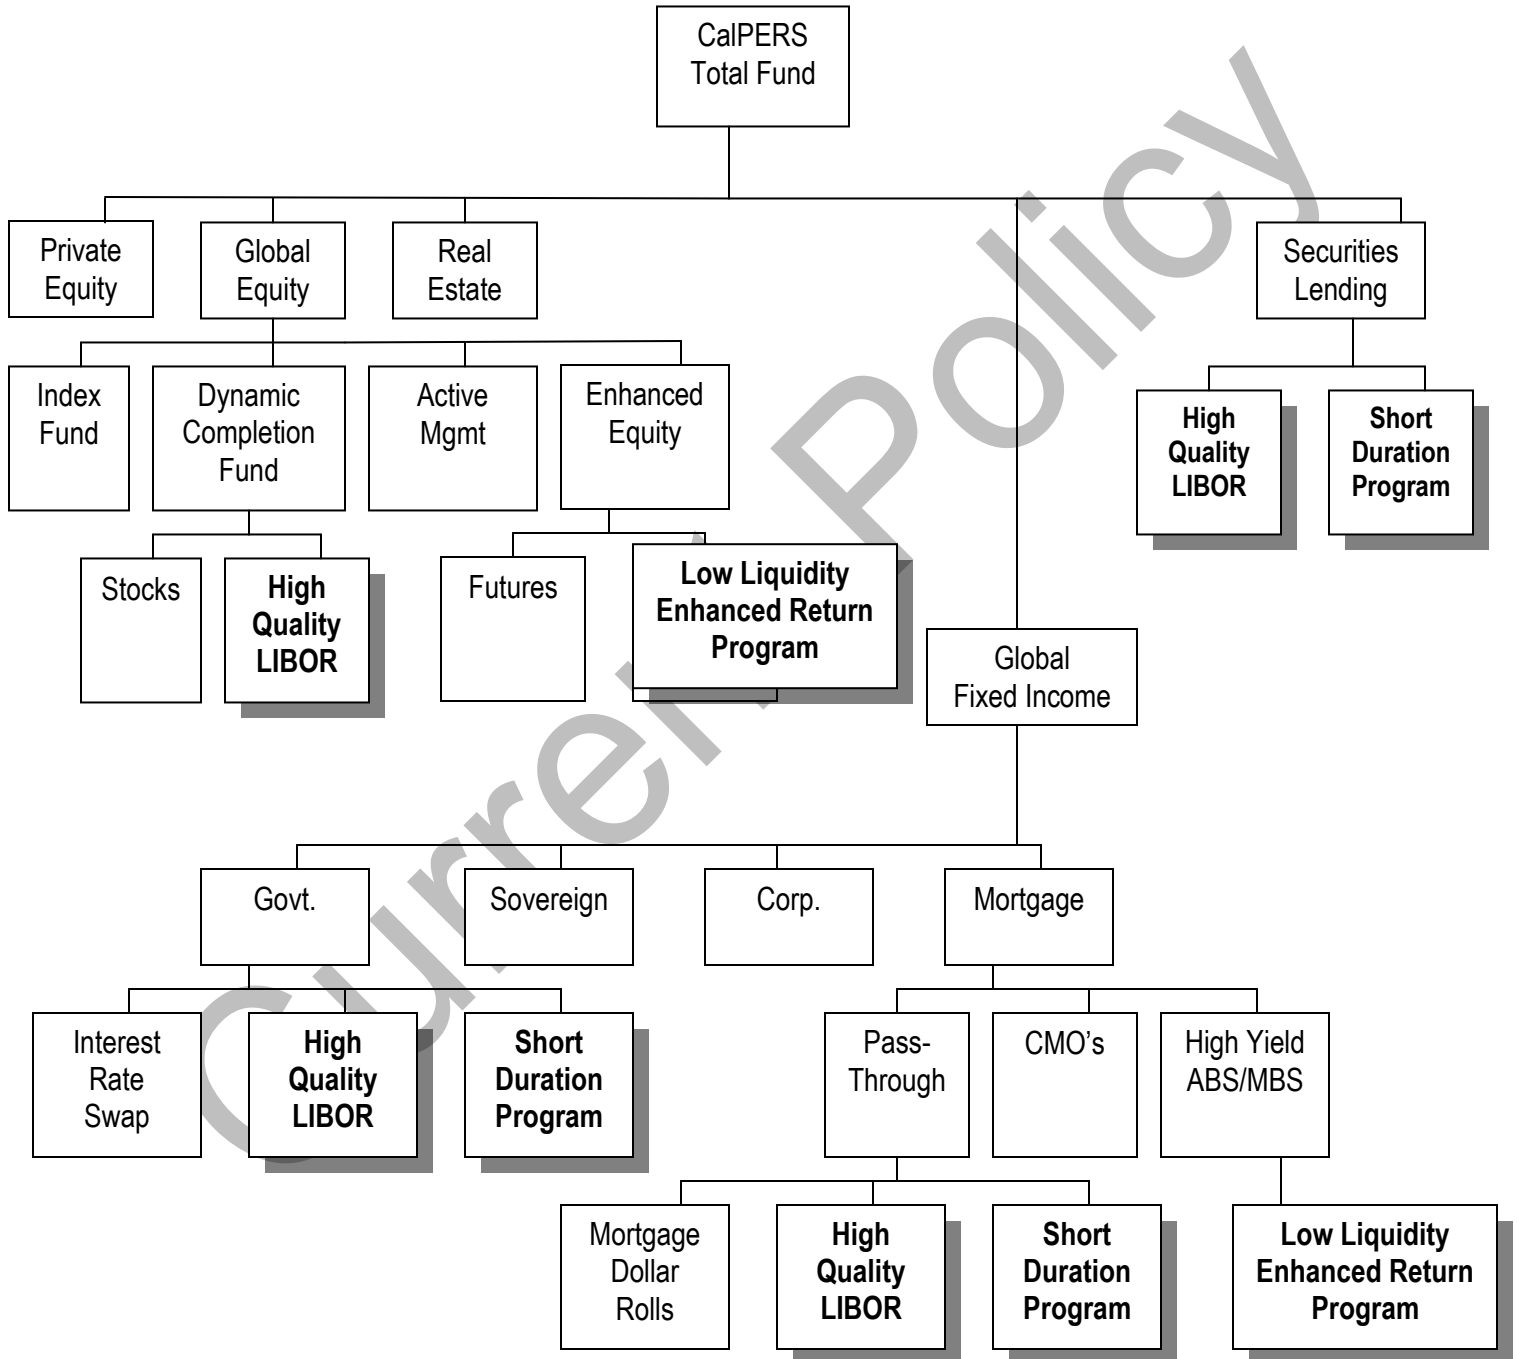 CalPERS
Total Fund
Private
Equity
Global
Equity
Real
Estate
Securities
Lending
Index
Fund
Dynamic
Completion
Fund
Active
Mgmt
Enhanced
Equity
High
Quality
LIBOR
Short
Duration
Program
Stocks
High
Quality
LIBOR
Futures
Low Liquidity
Enhanced Return
Program
Global
Fixed Income
Govt.
Sovereign
Corp.
Mortgage
Interest
Rate
Swap
High
Quality
LIBOR
Short
Duration
Program
Pass-
Through
CMO's
High Yield
ABS/MBS
Mortgage
Dollar
Rolls
High
Quality
LIBOR
Short
Duration
Program
Low Liquidity
Enhanced Return
Program
Current Policy